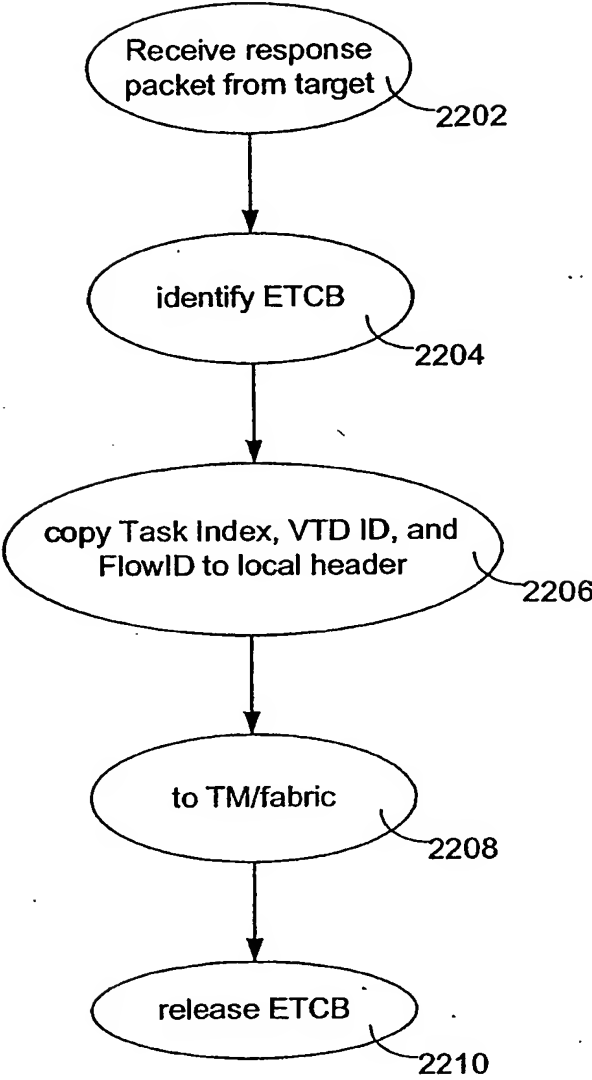 Receive response
packet from target
2202
identify ETCB
2204
copy Task Index, VTD ID, and
FlowID to local header
2206
to TM/fabric
2208
release ETCB
2210